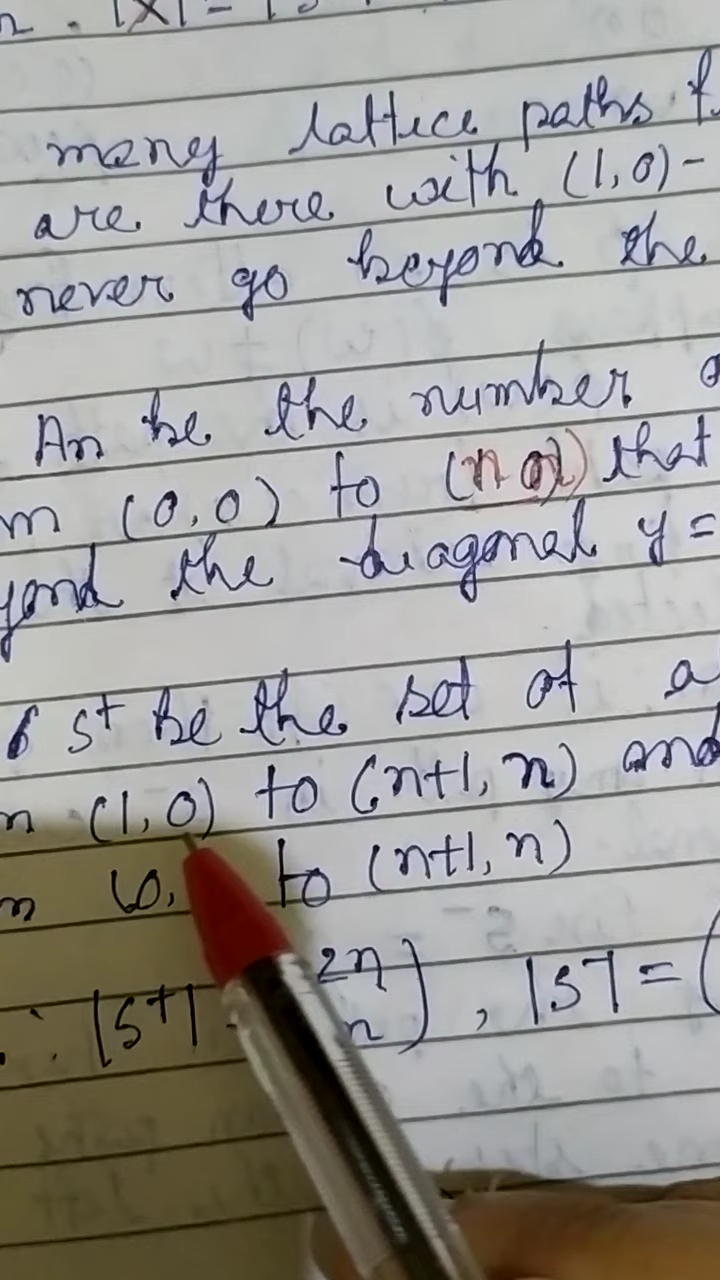 many lattice paths f
are there with (1,0)-
never go beyond the
An be the number o
m (0,0) to (n n) that
yond the diagonal y=
S+ be the set of a
n (1,0) to (n+1, n) and
n (0, to (n+1, n)
∴ |S+| 2n n ) , |S-| = (